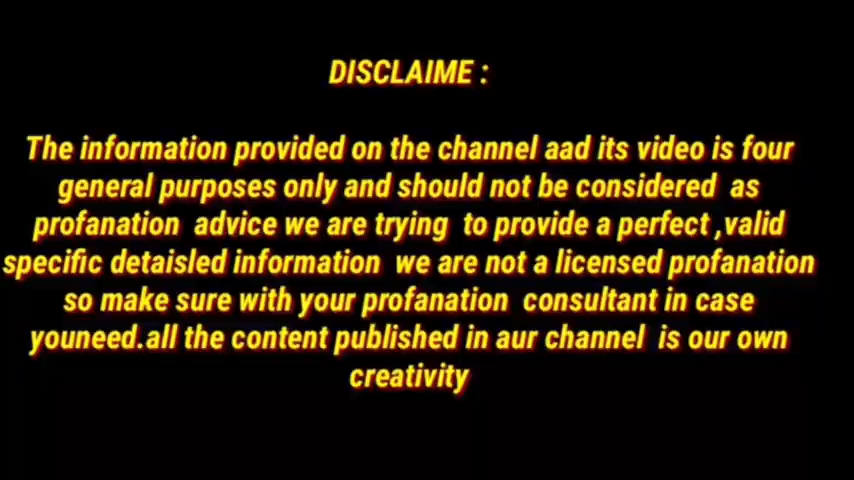 DISCLAIME :
The information provided on the channel aad its video is four
general purposes only and should not be considered as
profanation advice we are trying to provide a perfect ,valid
specific detaisled information we are not a licensed profanation
so make sure with your profanation consultant in case
youneed.all the content published in aur channel is our own
creativity